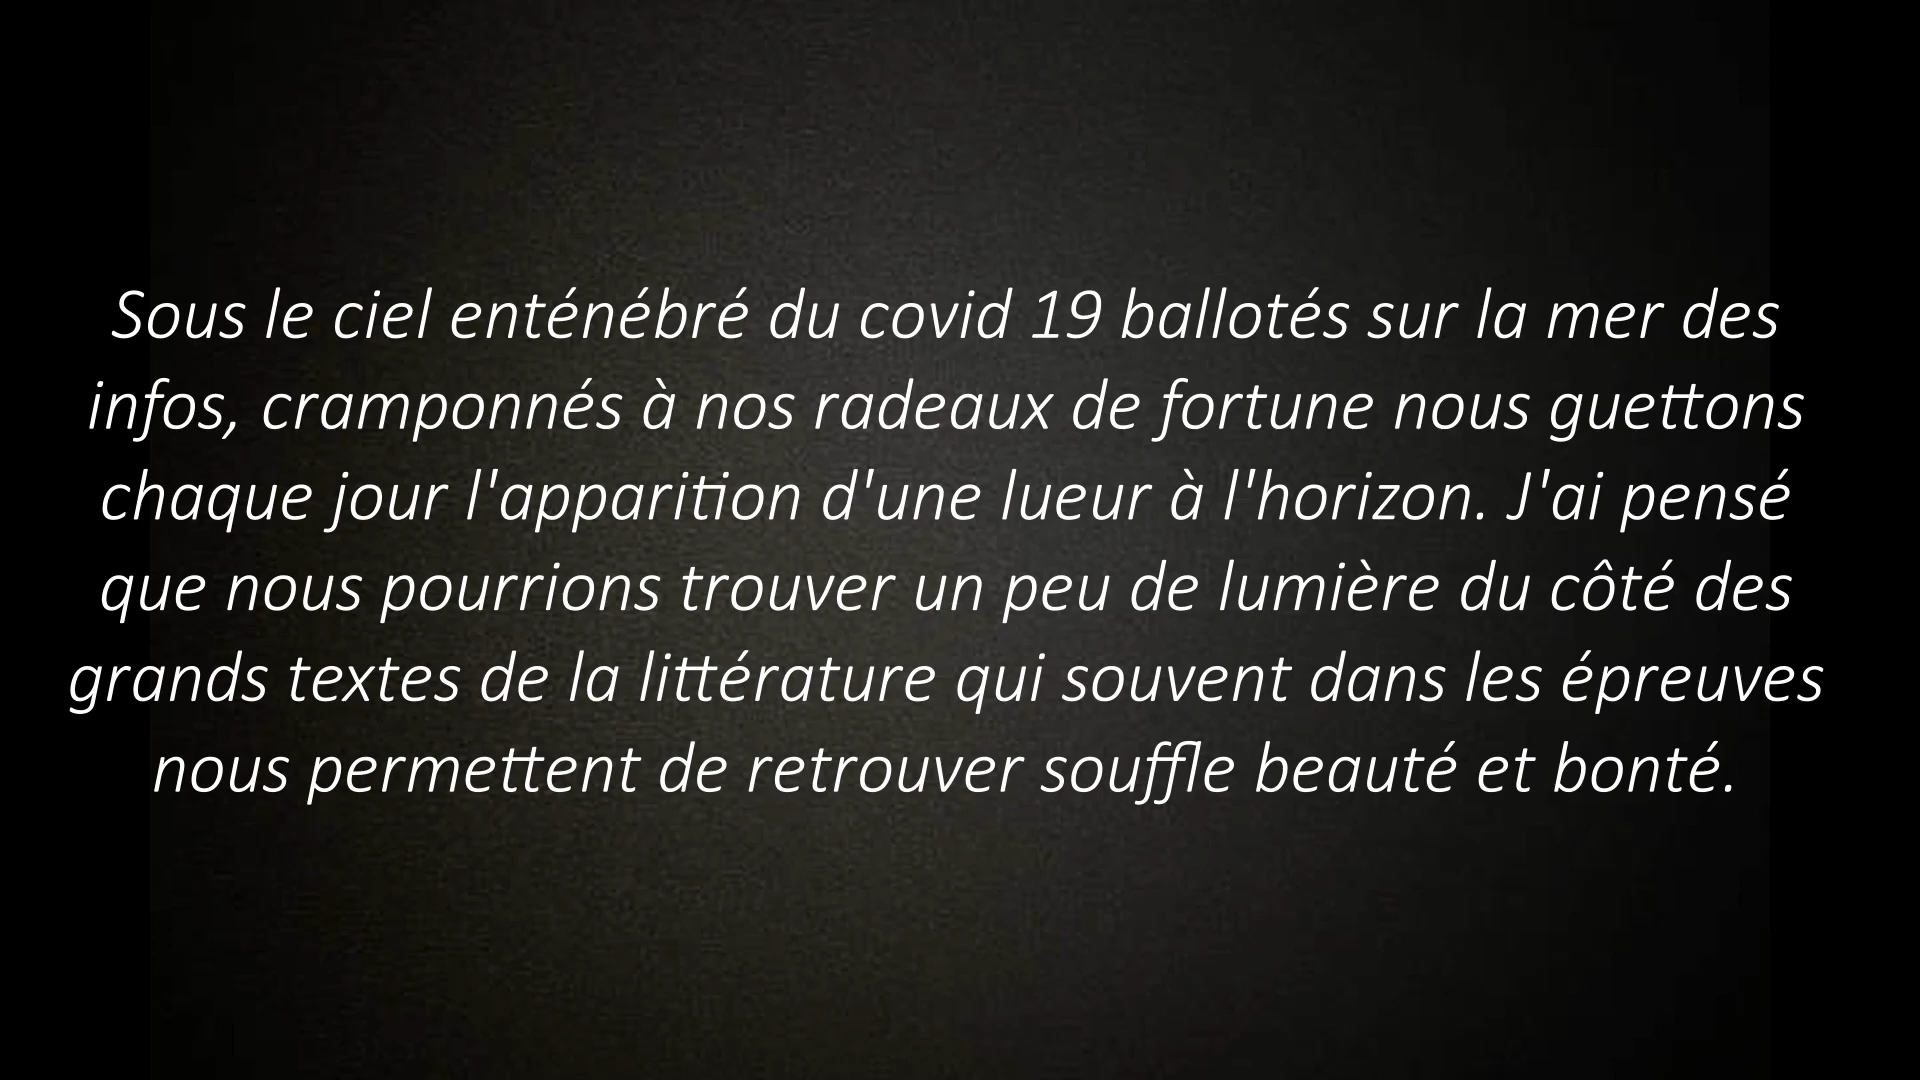 Sous le ciel enténébré du covid 19 ballotés sur la mer des
infos, cramponnés à nos radeaux de fortune nous guettons
chaque jour l'apparition d'une lueur à l'horizon. J'ai pensé
que nous pourrions trouver un peu de lumière du côté des
grands textes de la littérature qui souvent dans les épreuves
nous permettent de retrouver souffle beauté et bonté.